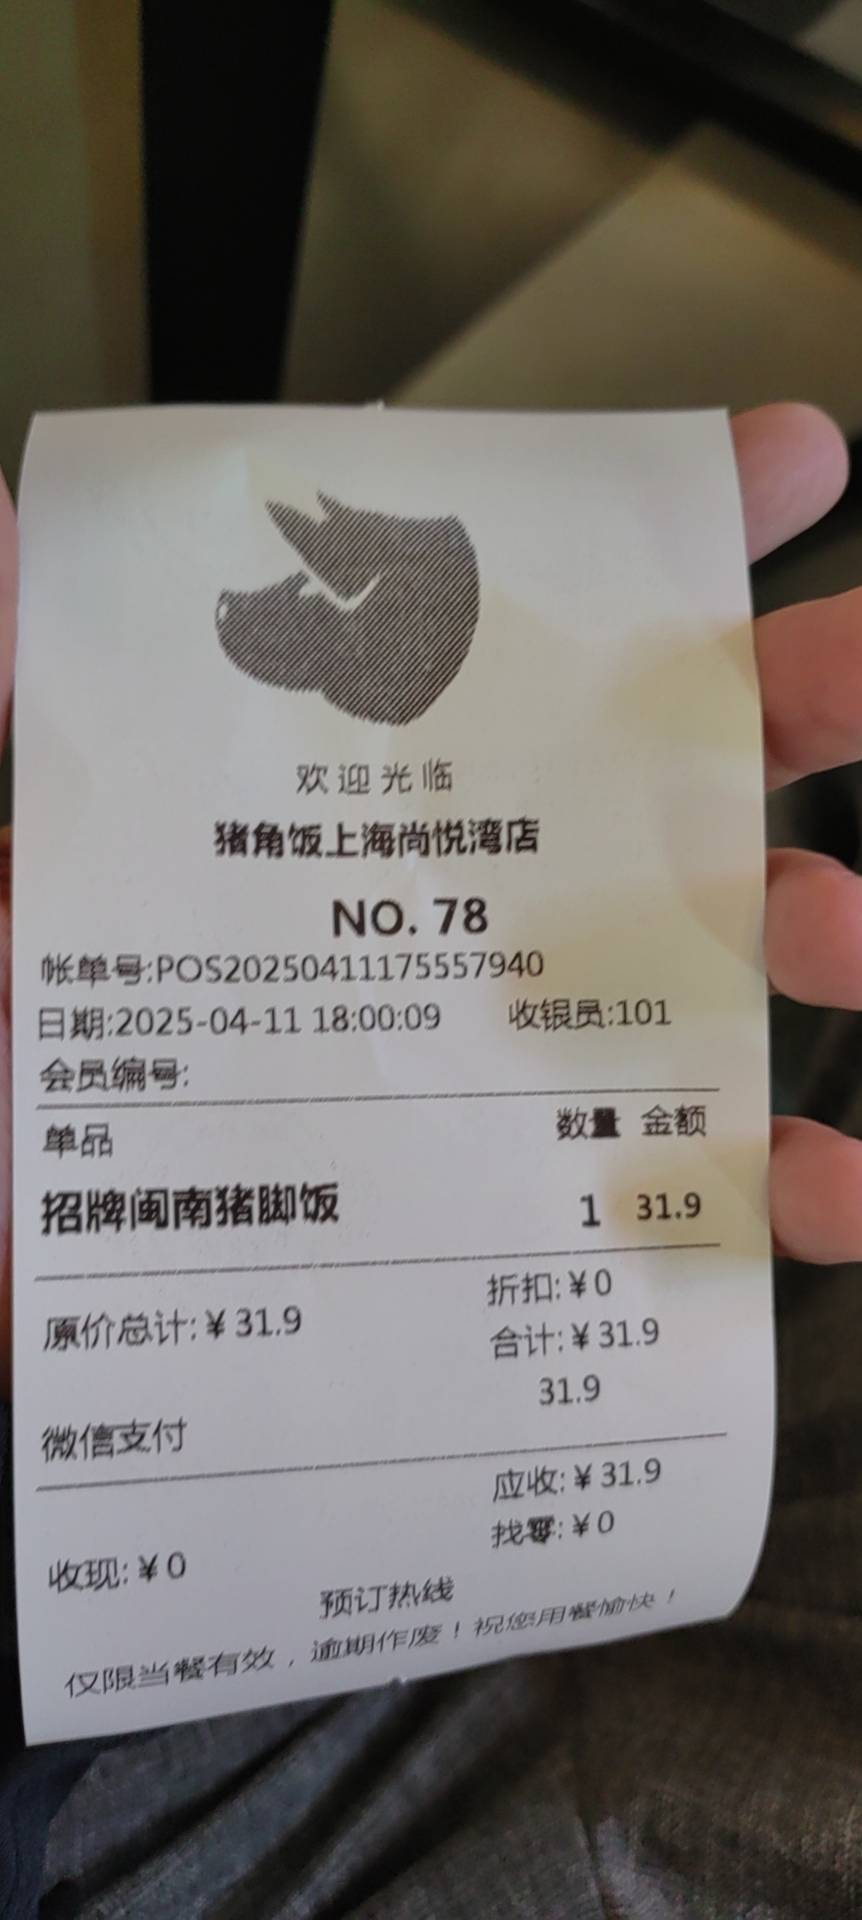 欢迎光临
猪角饭上海尚悦湾店
NO. 78
帐单号:POS20250411175557940
日期:2025-04-11 18:00:09 收银员:101
会员编号:
单品 数量 金额
招牌闽南猪脚饭 1 31.9
原价总计:¥31.9 折扣:¥0
合计:¥31.9
微信支付 31.9
应收:¥31.9
收现:¥0 找零:¥0
预订热线
仅限当餐有效，逾期作废！祝您用餐愉快！